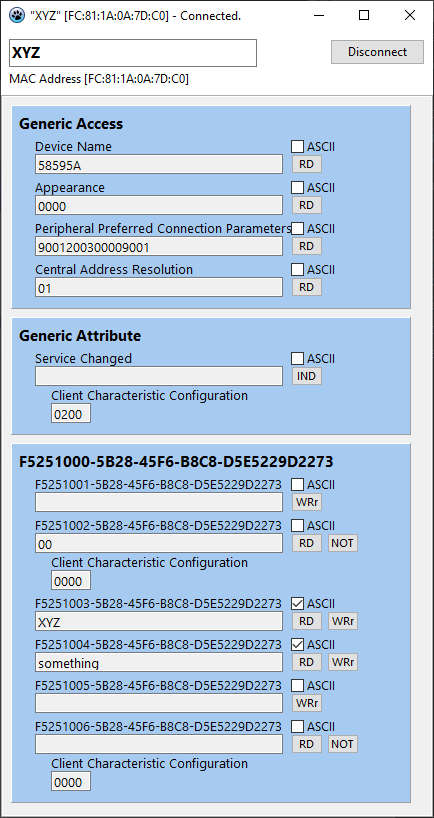 "XYZ" [FC:81:1A:0A:7D:C0] - Connected.
XYZ
Disconnect
MAC Address [FC:81:1A:0A:7D:C0]
Generic Access
Device Name
ASCII
58595A
RD
Appearance
ASCII
0000
RD
Peripheral Preferred Connection Parameters
ASCII
9001200300009001
RD
Central Address Resolution
ASCII
01
RD
Generic Attribute
Service Changed
ASCII
IND
Client Characteristic Configuration
0200
F5251000-5B28-45F6-B8C8-D5E5229D2273
F5251001-5B28-45F6-B8C8-D5E5229D2273
ASCII
WRr
F5251002-5B28-45F6-B8C8-D5E5229D2273
ASCII
00
RD
NOT
Client Characteristic Configuration
0000
F5251003-5B28-45F6-B8C8-D5E5229D2273
ASCII
XYZ
RD
WRr
F5251004-5B28-45F6-B8C8-D5E5229D2273
ASCII
something
RD
WRr
F5251005-5B28-45F6-B8C8-D5E5229D2273
ASCII
WRr
F5251006-5B28-45F6-B8C8-D5E5229D2273
ASCII
RD
NOT
Client Characteristic Configuration
0000